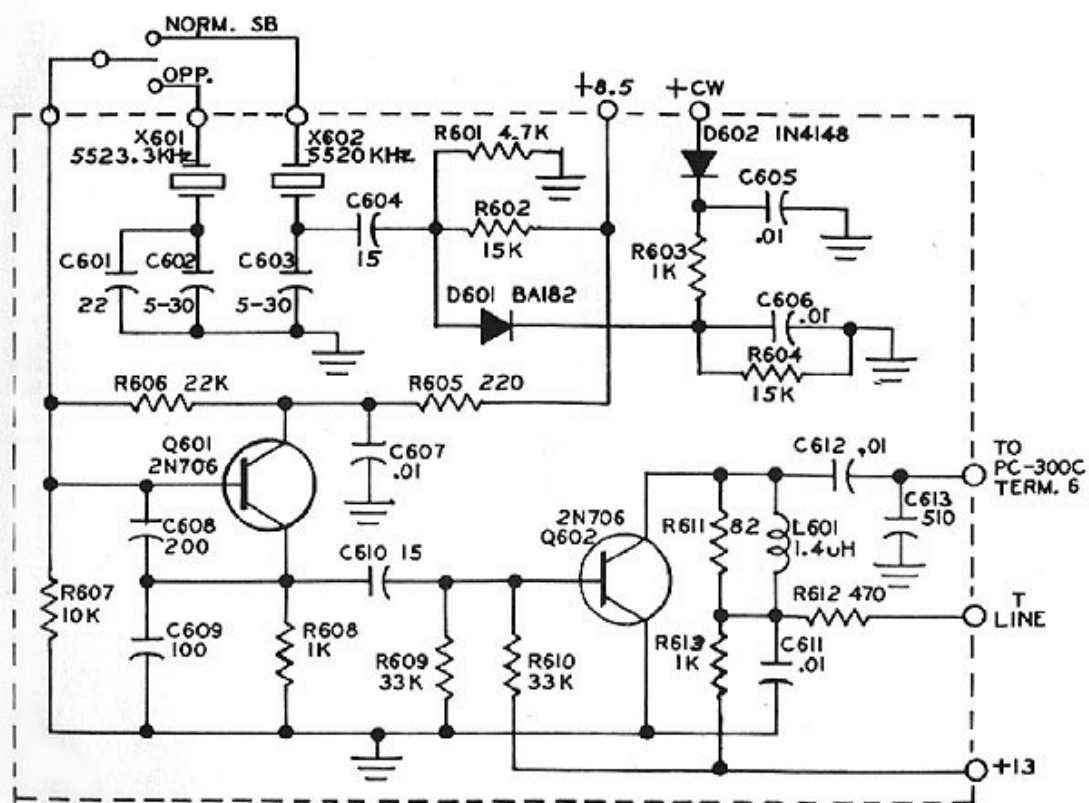 NORM. SB
OPP.
+8.5
+CW
X601
5523.3KHz
X602
5520KHz
R601 4.7K
D602 IN4148
C605
.01
C604
15
R602
15K
R603
1K
C601
22
C602
5-30
C603
5-30
D601 BA182
C606
.01
R604
15K
R606 22K
R605 220
Q601
2N706
C607
.01
C612 .01
TO
PC-300C
TERM. 6
C613
510
C608
200
2N706
Q602
R611 82
L601
1.4uH
C610 15
R612 470
T
LINE
R607
10K
C609
100
R608
1K
R609
33K
R610
33K
R613
1K
C611
.01
+13